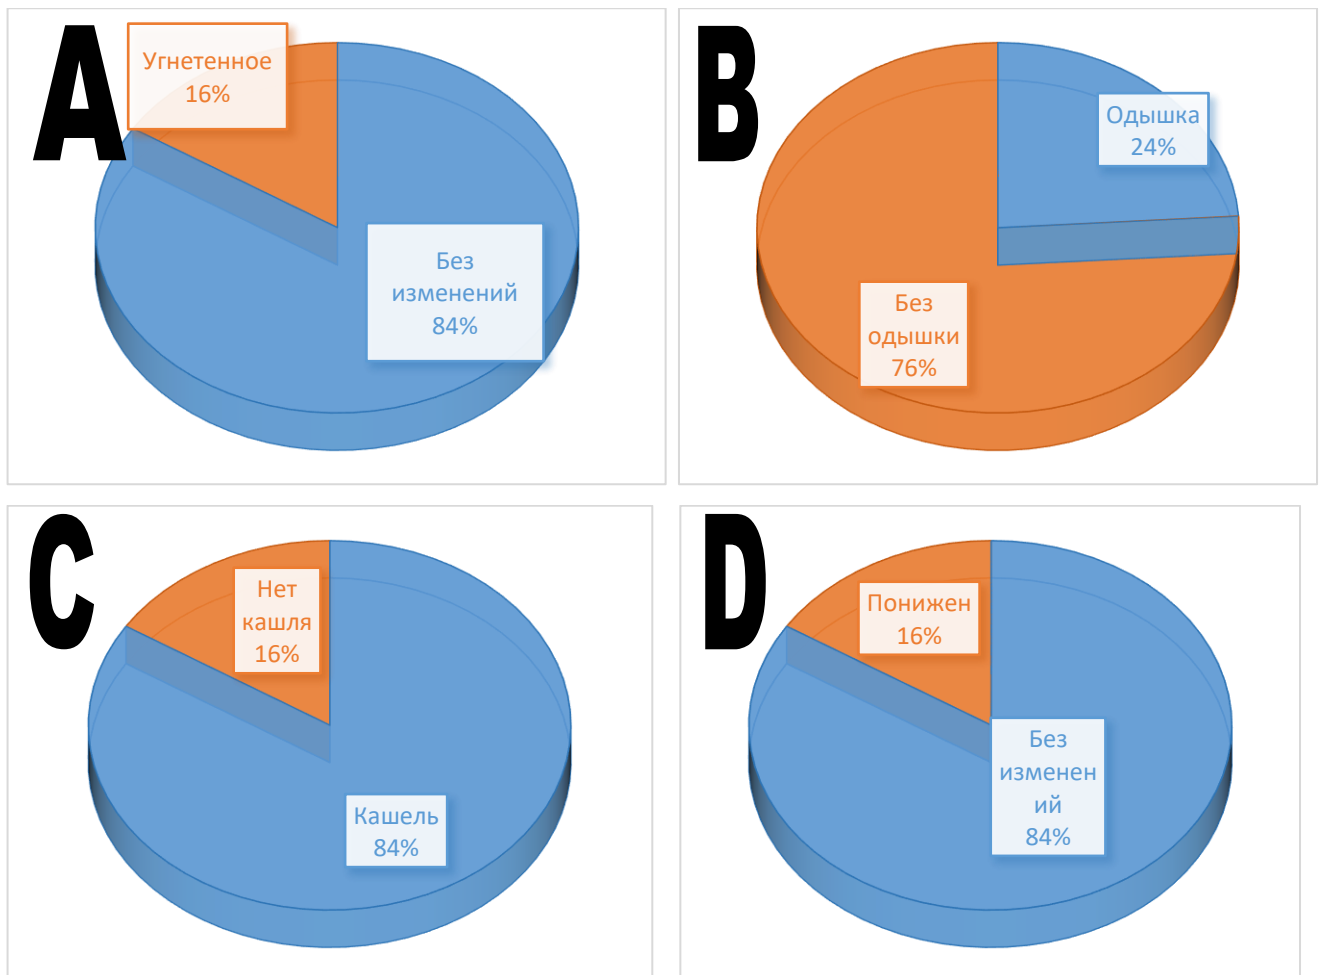 A
Угнетенное
16%
Без
изменений
84%
B
Одышка
24%
Без
одышки
76%
C
Нет
кашля
16%
Кашель
84%
D
Понижен
16%
Без
изменен
ий
84%